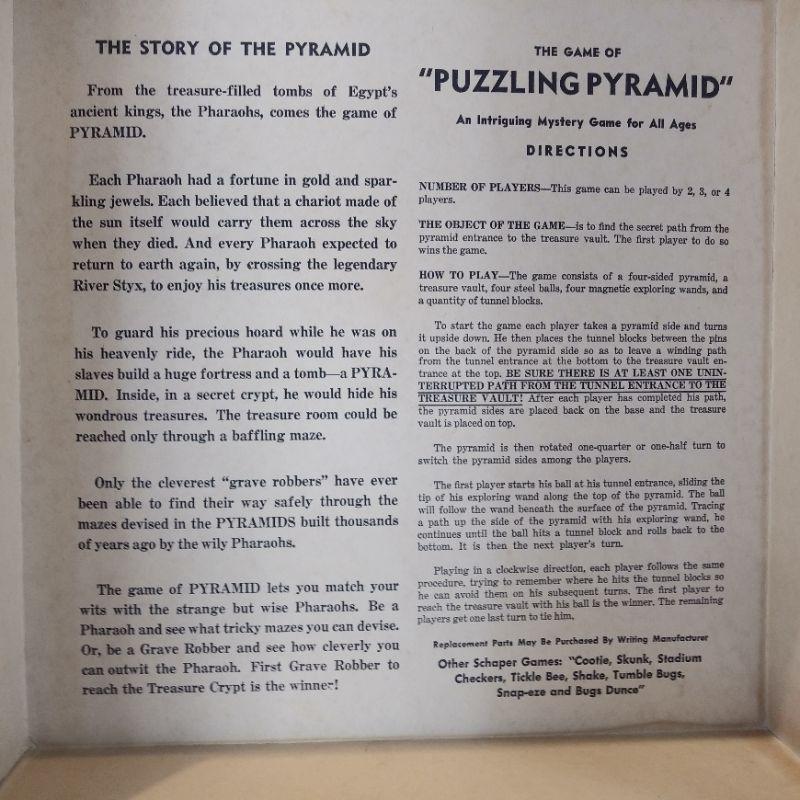 THE STORY OF THE PYRAMID
From the treasure-filled tombs of Egypt's
ancient kings, the Pharaohs, comes the game of
PYRAMID.
Each Pharaoh had a fortune in gold and spar-
kling jewels. Each believed that a chariot made of
the sun itself would carry them across the sky
when they died. And every Pharaoh expected to
return to earth again, by crossing the legendary
River Styx, to enjoy his treasures once more.
To guard his precious hoard while he was on
his heavenly ride, the Pharaoh would have his
slaves build a huge fortress and a tomb—a PYRA-
MID. Inside, in a secret crypt, he would hide his
wondrous treasures. The treasure room could be
reached only through a baffling maze.
Only the cleverest "grave robbers" have ever
been able to find their way safely through the
mazes devised in the PYRAMIDS built thousands
of years ago by the wily Pharaohs.
The game of PYRAMID lets you match your
wits with the strange but wise Pharaohs. Be a
Pharaoh and see what tricky mazes you can devise.
Or, be a Grave Robber and see how cleverly you
can outwit the Pharaoh. First Grave Robber to
reach the Treasure Crypt is the winner!
THE GAME OF
"PUZZLING PYRAMID"
An Intriguing Mystery Game for All Ages
DIRECTIONS
NUMBER OF PLAYERS—This game can be played by 2, 3, or 4
players.
THE OBJECT OF THE GAME—is to find the secret path from the
pyramid entrance to the treasure vault. The first player to do so
wins the game.
HOW TO PLAY—The game consists of a four-sided pyramid, a
treasure vault, four steel balls, four magnetic exploring wands, and
a quantity of tunnel blocks.
To start the game each player takes a pyramid side and turns
it upside down. He then places the tunnel blocks between the pins
on the back of the pyramid side so as to leave a winding path
from the tunnel entrance at the bottom to the treasure vault en-
trance at the top. BE SURE THERE IS AT LEAST ONE UNIN-
TERRUPTED PATH FROM THE TUNNEL ENTRANCE TO THE
TREASURE VAULT! After each player has completed his path,
the pyramid sides are placed back on the base and the treasure
vault is placed on top.
The pyramid is then rotated one-quarter or one-half turn to
switch the pyramid sides among the players.
The first player starts his ball at his tunnel entrance, sliding the
tip of his exploring wand along the top of the pyramid. The ball
will follow the wand beneath the surface of the pyramid. Tracing
a path up the side of the pyramid with his exploring wand, he
continues until the ball hits a tunnel block and rolls back to the
bottom. It is then the next player's turn.
Playing in a clockwise direction, each player follows the same
procedure, trying to remember where he hits the tunnel blocks so
he can avoid them on his subsequent turns. The first player to
reach the treasure vault with his ball is the winner. The remaining
players get one last turn to tie him.
Replacement Parts May Be Purchased By Writing Manufacturer
Other Schaper Games: "Cootie, Skunk, Stadium
Checkers, Tickle Bee, Shake, Tumble Bugs,
Snap-eze and Bugs Dunce"